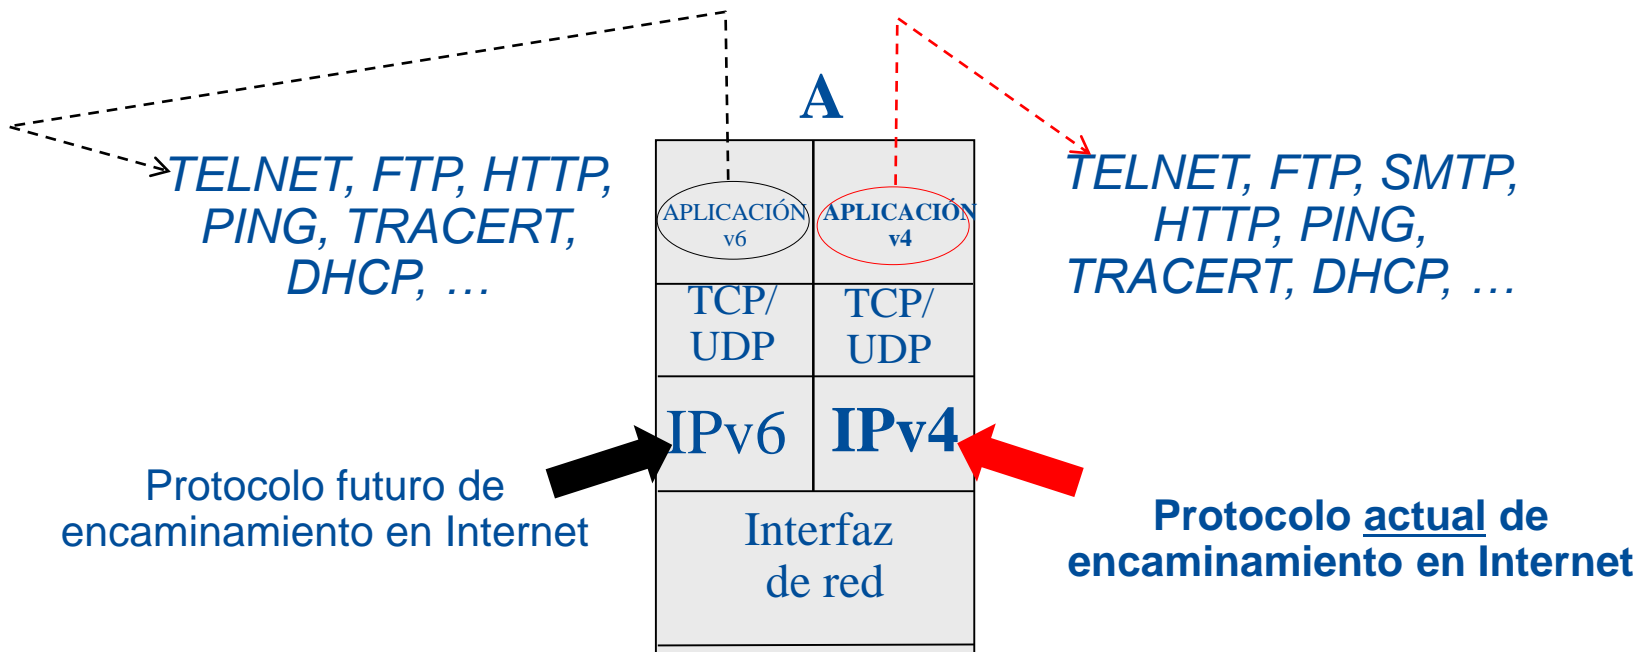 A
TELNET, FTP, HTTP,
PING, TRACERT,
DHCP, …
APLICACIÓN
v6
APLICACIÓN
v4
TELNET, FTP, SMTP,
HTTP, PING,
TRACERT, DHCP, …
TCP/
UDP
TCP/
UDP
IPv6
IPv4
Protocolo futuro de
encaminamiento en Internet
Protocolo actual de
encaminamiento en Internet
Interfaz
de red